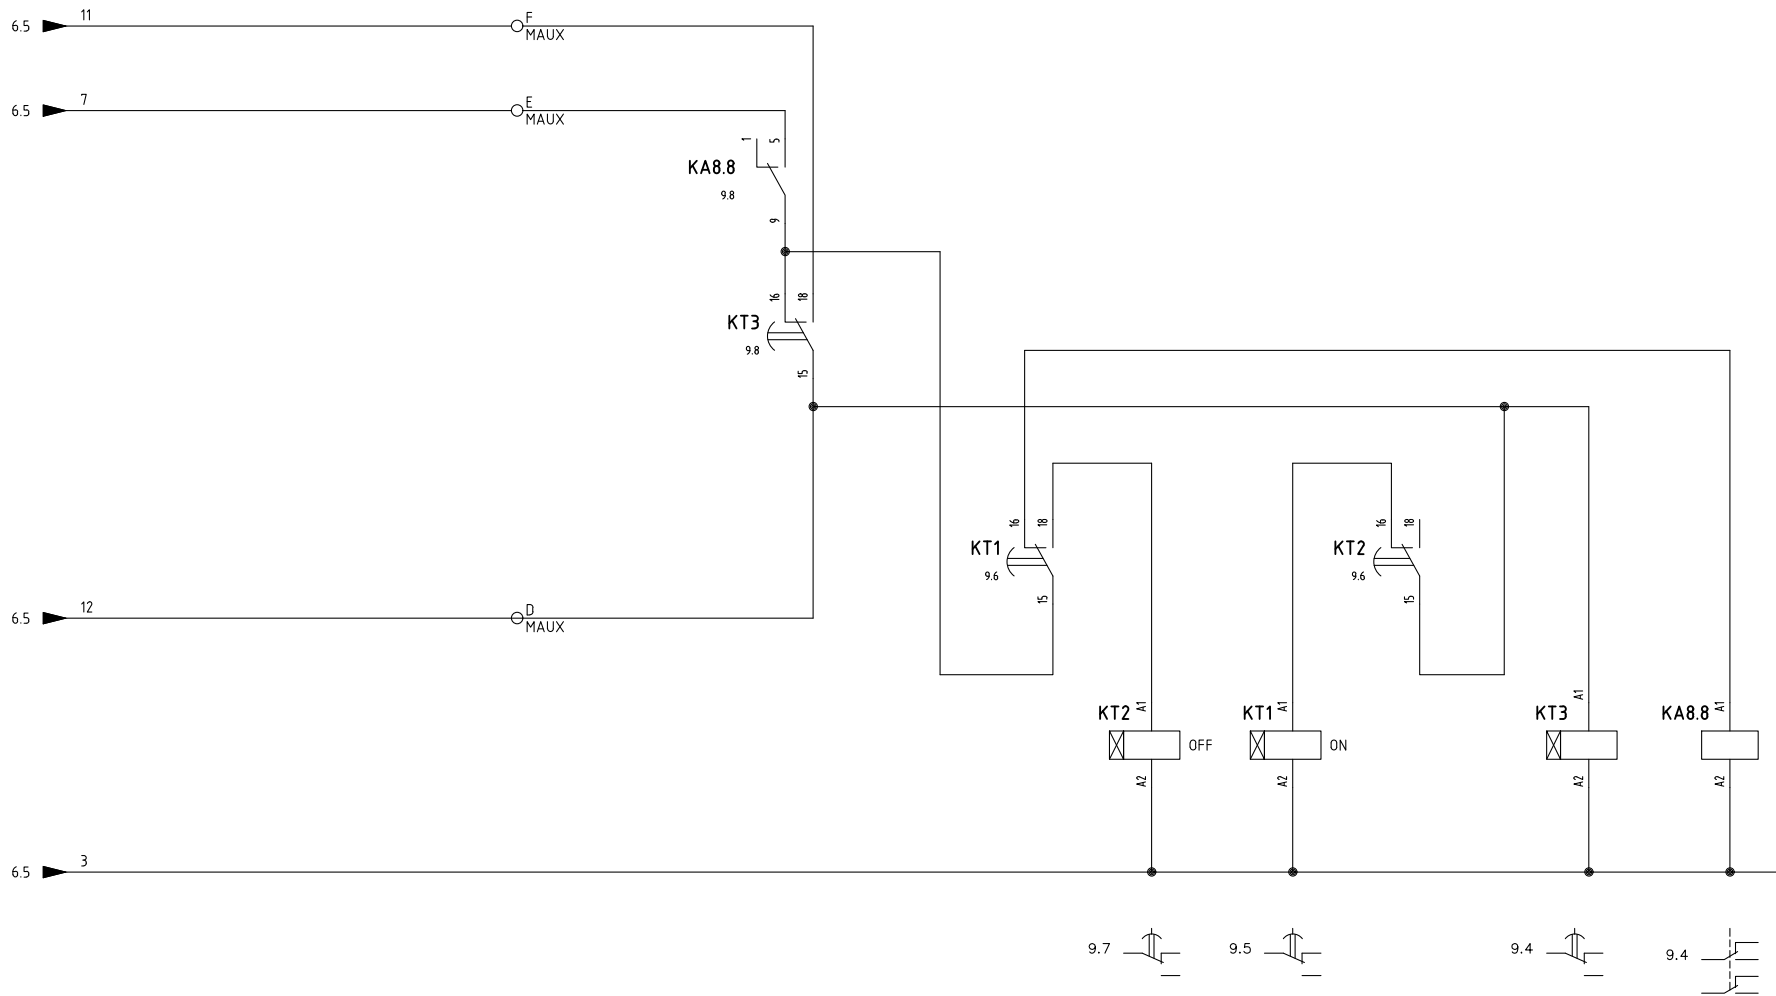 6.5 11 F
MAUX
6.5 7 E
MAUX
1 5
KA8.8
9.8
9
16 18
KT3
9.8
15
16 18 16 18
KT1 KT2
9.6 9.6
15 15
6.5 12 D
MAUX
A1 A1 A1 A1
KT2 KT1 KT3 KA8.8
OFF ON
A2 A2 A2 A2
6.5 3
9.7 9.5 9.4 9.4